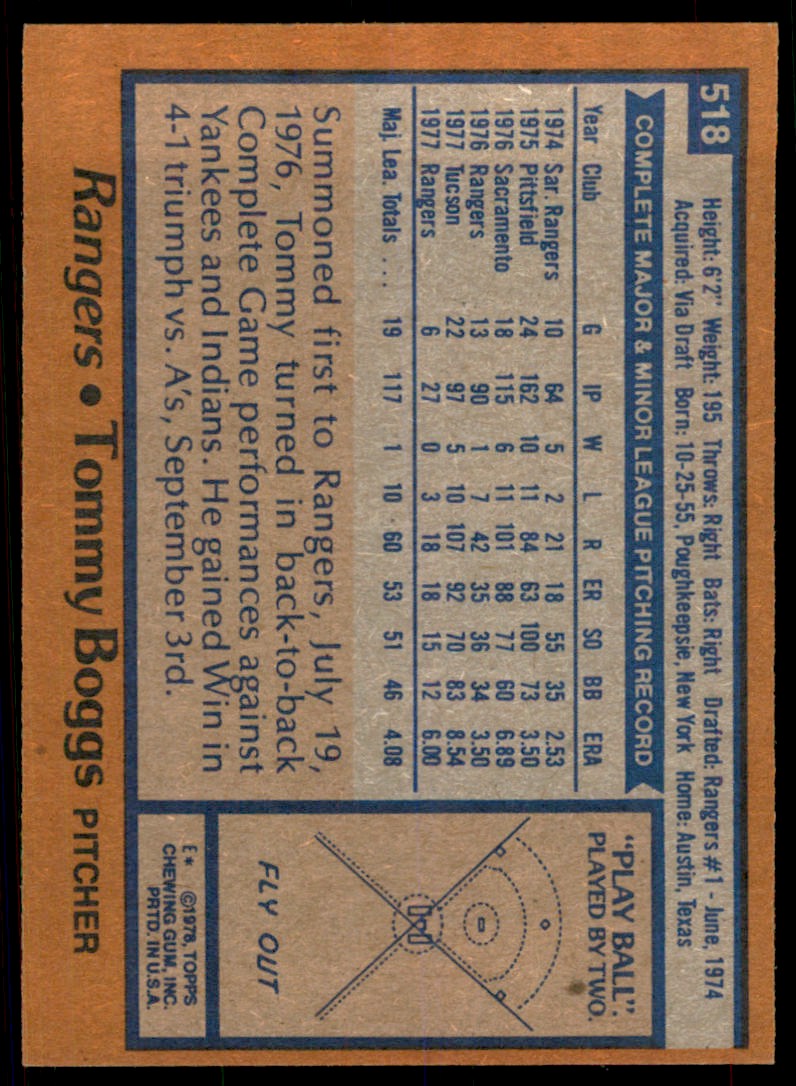 518
Height: 6'2" Weight: 195 Throws: Right Bats: Right Drafted: Rangers #1 - June, 1974
Acquired: Via Draft Born: 10-25-55, Poughkeepsie, New York Home: Austin, Texas
COMPLETE MAJOR & MINOR LEAGUE PITCHING RECORD
Year Club G IP W L R ER SO BB ERA
1974 Sar. Rangers 10 64 5 2 21 18 55 35 2.53
1975 Pittsfield 24 162 10 11 84 63 100 73 3.50
1976 Sacramento 18 115 6 11 101 88 77 60 6.89
1976 Rangers 13 90 1 7 42 35 36 34 3.50
1977 Tucson 22 97 5 10 107 92 70 83 8.54
1977 Rangers 6 27 0 3 18 18 15 12 6.00
Maj. Lea. Totals ... 19 117 1 10 60 53 51 46 4.08
Summoned first to Rangers, July 19,
1976, Tommy turned in back-to-back
Complete Game performances against
Yankees and Indians. He gained Win in
4-1 triumph vs. A's, September 3rd.
"PLAY BALL".
PLAYED BY TWO.
FLY OUT
E* ©1978, TOPPS
CHEWING GUM, INC.
PRTD. IN U.S.A.
Rangers • Tommy Boggs PITCHER